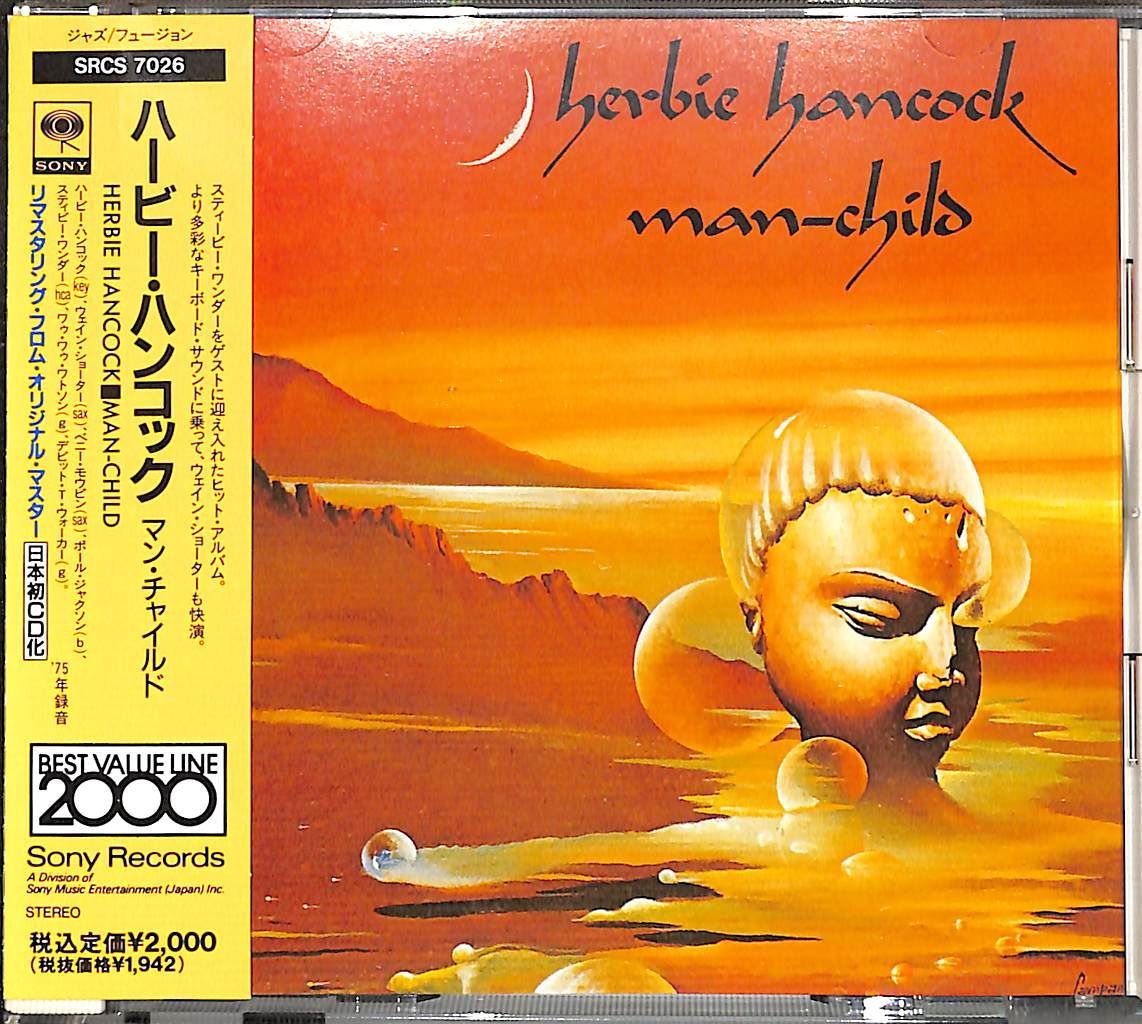 ジャズ/フュージョン
SRCS 7026
SONY
スティービー・ワンダーをゲストに迎え入れたヒット・アルバム。
より多彩なキーボード・サウンドに乗って、ウェイン・ショーターも快演。
ハービー・ハンコック マン・チャイルド
HERBIE HANCOCK■MAN-CHILD
ハービー・ハンコック(key)、ウェイン・ショーター(sax)、ベニー・モウピン(sax)、ポール・ジャクソン(b)、
スティビー・ワンダー(hca)、ワゥ・ワゥ・ワトソン(g)、デビット・T・ウォーカー(g)。
'75年録音
リマスタリング・フロム・オリジナル・マスター 日本初CD化
BEST VALUE LINE
2000
Sony Records
A Division of
Sony Music Entertainment (Japan) Inc.
STEREO
税込定価¥2,000
(税抜価格¥1,942)
herbie hancock
man-child